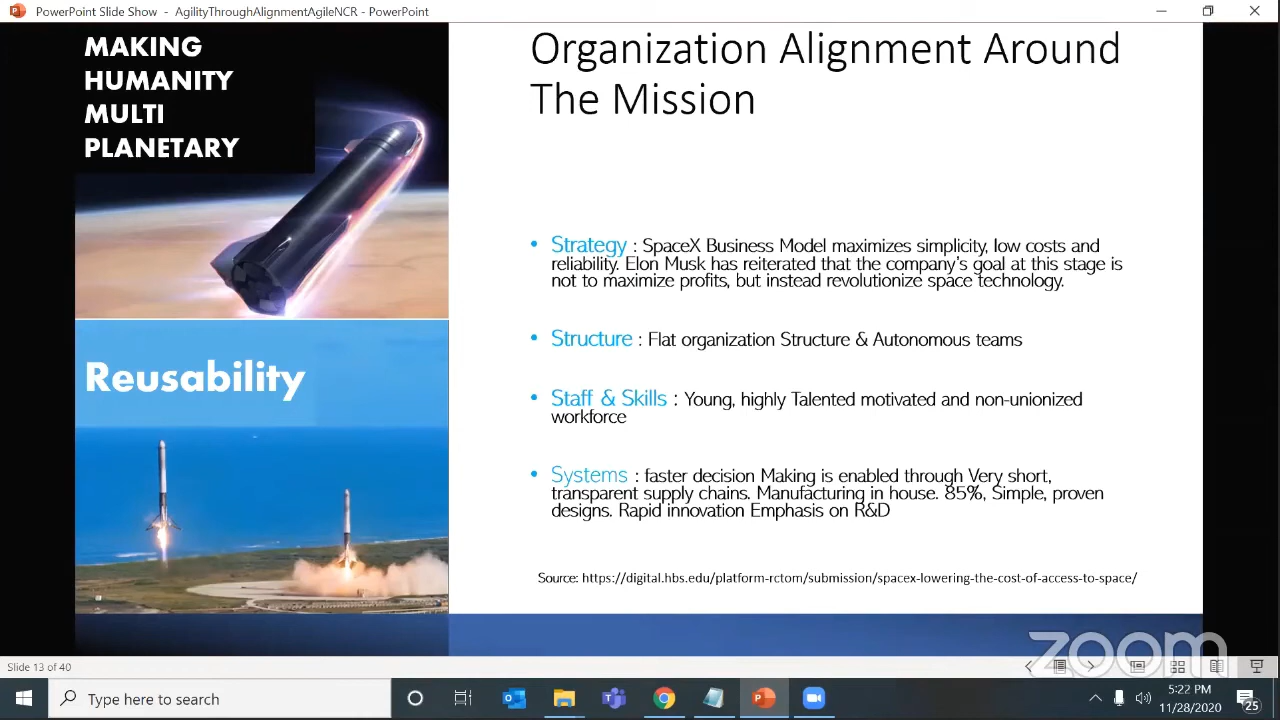 PowerPoint Slide Show - AgilityThroughAlignmentAgileNCR - PowerPoint
MAKING
HUMANITY
MULTI
PLANETARY
Organization Alignment Around
The Mission
• Strategy : SpaceX Business Model maximizes simplicity, low costs and
reliability. Elon Musk has reiterated that the company's goal at this stage is
not to maximize profits, but instead revolutionize space technology.
• Structure : Flat organization Structure & Autonomous teams
Reusability
• Staff & Skills : Young, highly Talented motivated and non-unionized
workforce
• Systems : faster decision Making is enabled through Very short,
transparent supply chains. Manufacturing in house. 85%, Simple, proven
designs. Rapid innovation Emphasis on R&D
Source: https://digital.hbs.edu/platform-rctom/submission/spacex-lowering-the-cost-of-access-to-space/
zoom
Slide 13 of 40
Type here to search
5:22 PM
11/28/2020
25